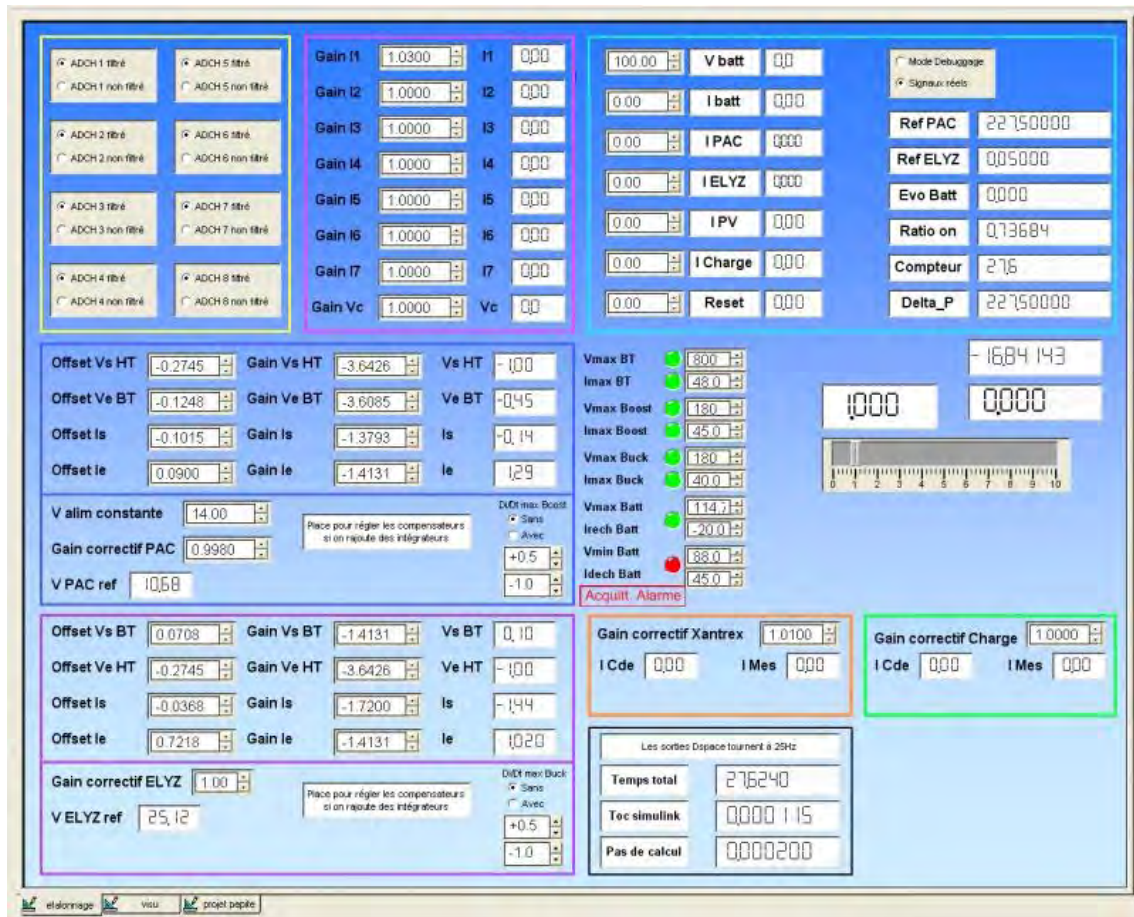 ADCH 1 filtré
ADCH 1 non filtré
ADCH 5 filtré
ADCH 5 non filtré
ADCH 2 filtré
ADCH 2 non filtré
ADCH 6 filtré
ADCH 6 non filtré
ADCH 3 filtré
ADCH 3 non filtré
ADCH 7 filtré
ADCH 7 non filtré
ADCH 4 filtré
ADCH 4 non filtré
ADCH 8 filtré
ADCH 8 non filtré
Gain I1 1.0300 I1 0,00
Gain I2 1.0000 I2 0,00
Gain I3 1.0000 I3 0,00
Gain I4 1.0000 I4 0,00
Gain I5 1.0000 I5 0,00
Gain I6 1.0000 I6 0,00
Gain I7 1.0000 I7 0,00
Gain Vc 1.0000 Vc 0,0
100.00 V batt 0,0
0.00 I batt 0,00
0.00 I PAC 0,000
0.00 I ELYZ 0,000
0.00 I PV 0,00
0.00 I Charge 0,00
0.00 Reset 0,00
Mode Debuggage
Signaux réels
Ref PAC 227,50000
Ref ELYZ 0,05000
Evo Batt 0,000
Ratio on 0,73684
Compteur 27,6
Delta_P 227,50000
Offset Vs HT -0.2745 Gain Vs HT -3.6426 Vs HT -1,00
Offset Ve BT -0.1248 Gain Ve BT -3.6085 Ve BT -0,45
Offset Is -0.1015 Gain Is -1.3793 Is -0,14
Offset Ie 0.0900 Gain Ie -1.4131 Ie 1,29
V alim constante 14.00
Gain correctif PAC 0.9980
V PAC ref 10,68
Place pour régler les compensateurs
si on rajoute des intégrateurs
Di/Dt max Boost
Sans
Avec
+0.5
-1.0
Vmax BT 800
Imax BT 48.0
Vmax Boost 180
Imax Boost 45.0
Vmax Buck 180
Imax Buck 40.0
Vmax Batt 114.7
Irech Batt -20.0
Vmin Batt 88.0
Idech Batt 45.0
Acquitt. Alarme
-16,84143
1,000 0,000
0 1 2 3 4 5 6 7 8 9 10
Offset Vs BT 0.0708 Gain Vs BT -1.4131 Vs BT 0,10
Offset Ve HT -0.2745 Gain Ve HT -3.6426 Ve HT -1,00
Offset Is -0.0368 Gain Is -1.7200 Is -1,44
Offset Ie 0.7218 Gain Ie -1.4131 Ie -1,020
Gain correctif ELYZ 1.00
V ELYZ ref 25,12
Place pour régler les compensateurs
si on rajoute des intégrateurs
Di/Dt max Buck
Sans
Avec
+0.5
-1.0
Gain correctif Xantrex 1.0100
I Cde 0,00 I Mes 0,00
Gain correctif Charge 1.0000
I Cde 0,00 I Mes 0,00
Les sorties Dspace tournent à 25Hz
Temps total 27,6240
Toc simulink 0,000115
Pas de calcul 0,000200
etalonnage visu projet pepite